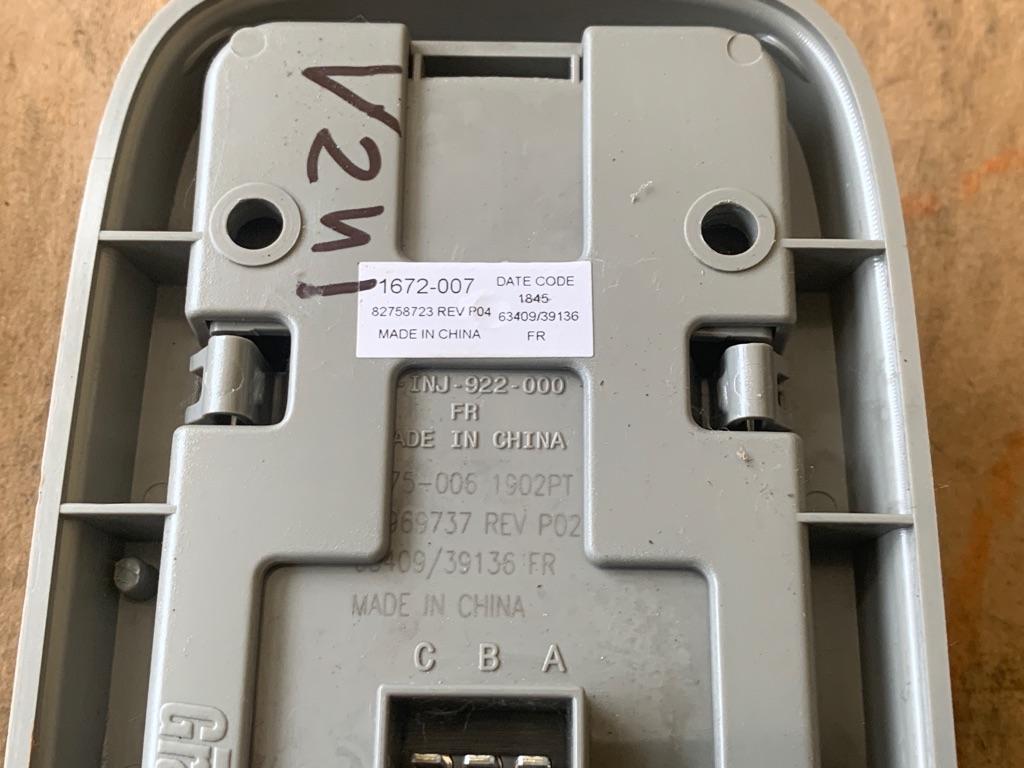 V241
1672-007
82758723 REV P04
MADE IN CHINA
DATE CODE
1845
63409/39136
FR
-INJ-922-000
FR
ADE IN CHINA
75-006 1902PT
969737 REV P02
63409/39136 FR
MADE IN CHINA
C B A